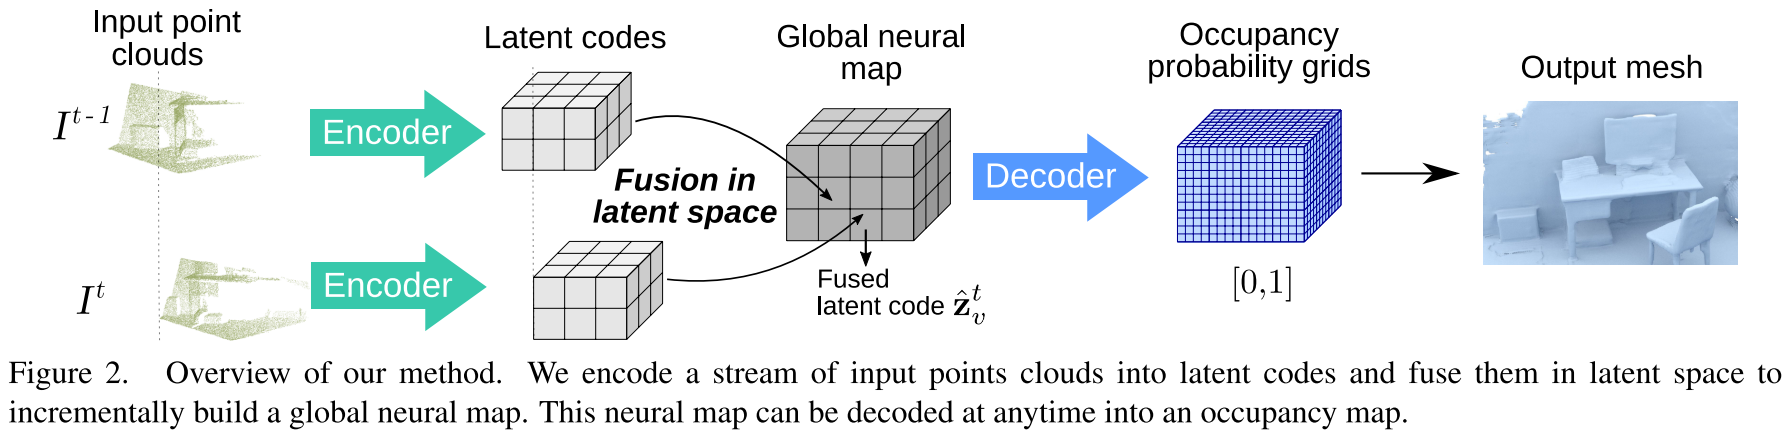 Input point
clouds
Latent codes
Global neural
map
Occupancy
probability grids
Output mesh
I^{t-1}
Encoder
Fusion in
latent space
Decoder
I^t
Encoder
Fused
latent code ẑ_v^t
[0,1]
Figure 2. Overview of our method. We encode a stream of input points clouds into latent codes and fuse them in latent space to
incrementally build a global neural map. This neural map can be decoded at anytime into an occupancy map.